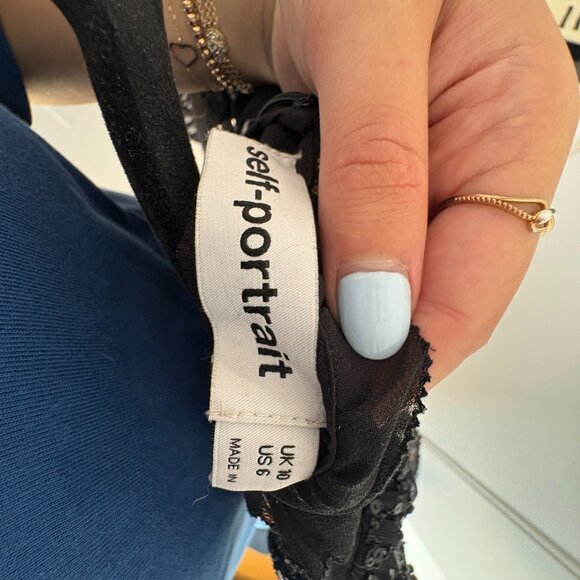 self-portrait
UK 10
US 6
MADE IN